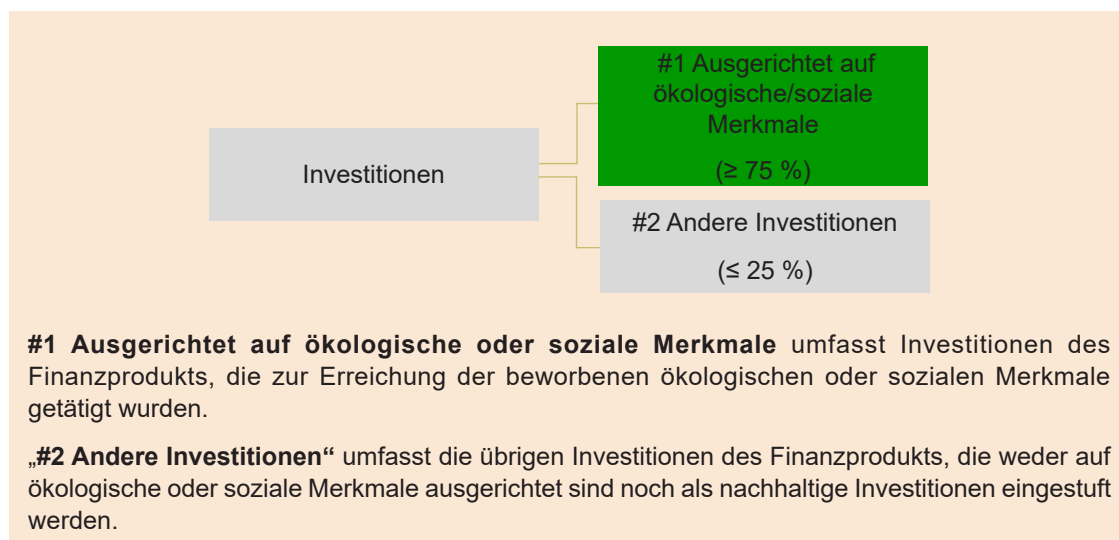 #1 Ausgerichtet auf
ökologische/soziale
Merkmale
(≥ 75 %)
Investitionen
#2 Andere Investitionen
(≤ 25 %)
#1 Ausgerichtet auf ökologische oder soziale Merkmale umfasst Investitionen des
Finanzprodukts, die zur Erreichung der beworbenen ökologischen oder sozialen Merkmale
getätigt wurden.
„#2 Andere Investitionen“ umfasst die übrigen Investitionen des Finanzprodukts, die weder auf
ökologische oder soziale Merkmale ausgerichtet sind noch als nachhaltige Investitionen eingestuft
werden.